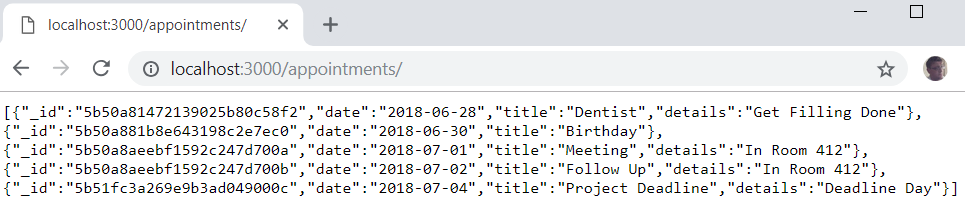 localhost:3000/appointments/
localhost:3000/appointments/
[{"_id":"5b50a81472139025b80c58f2","date":"2018-06-28","title":"Dentist","details":"Get Filling Done"},
{"_id":"5b50a881b8e643198c2e7ec0","date":"2018-06-30","title":"Birthday"},
{"_id":"5b50a8aeebf1592c247d700a","date":"2018-07-01","title":"Meeting","details":"In Room 412"},
{"_id":"5b50a8aeebf1592c247d700b","date":"2018-07-02","title":"Follow Up","details":"In Room 412"},
{"_id":"5b51fc3a269e9b3ad049000c","date":"2018-07-04","title":"Project Deadline","details":"Deadline Day"}]